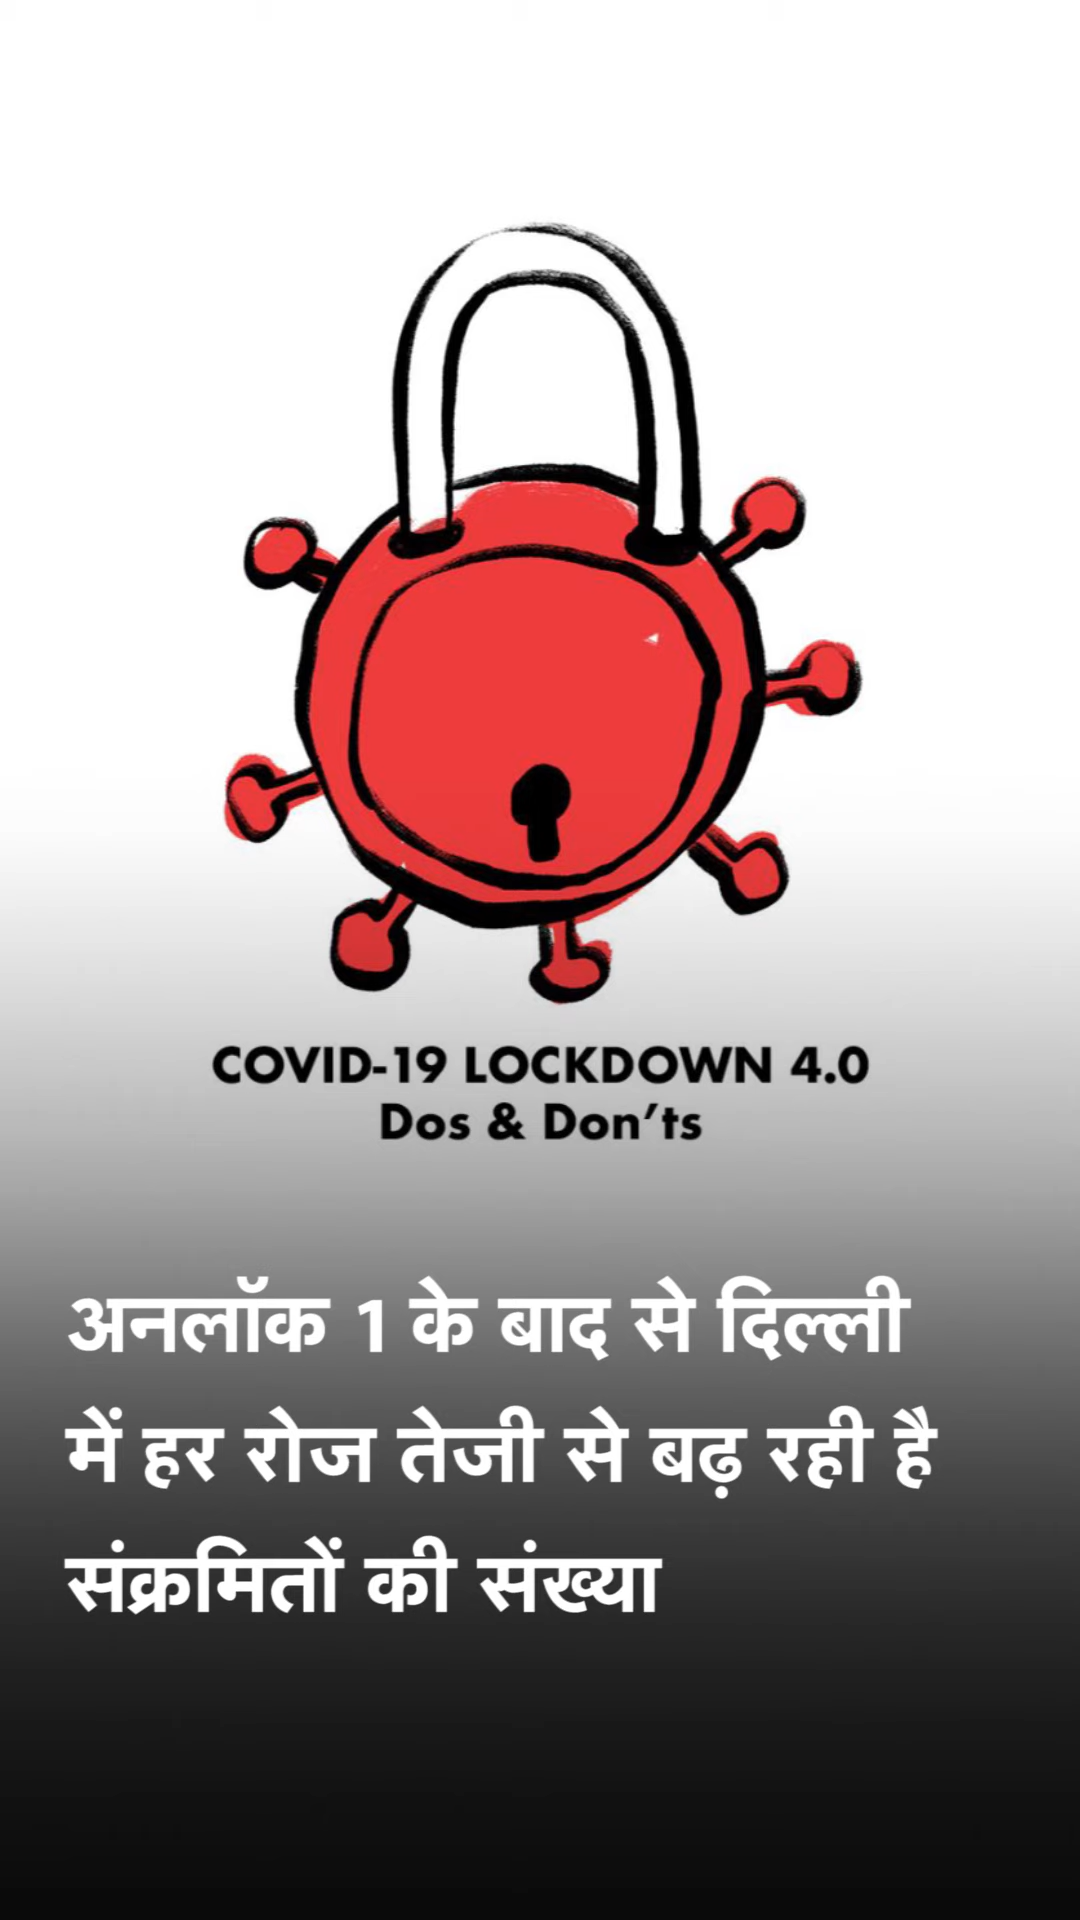 COVID-19 LOCKDOWN 4.0
Dos & Don’ts
अनलॉक 1 के बाद से दिल्ली
में हर रोज तेजी से बढ़ रही है
संक्रमितों की संख्या